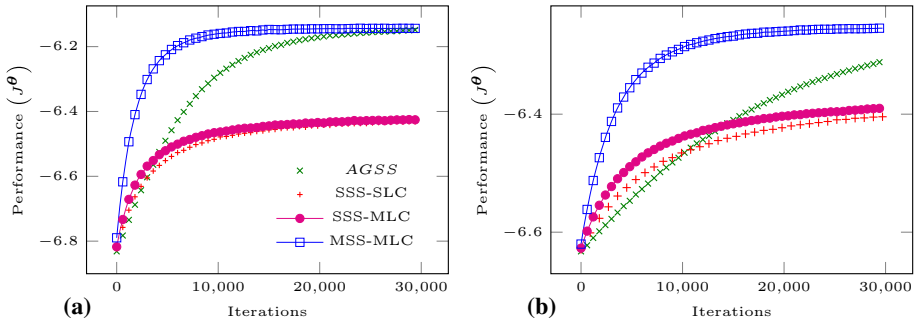 −6.2
−6.4
−6.6
−6.8
Performance (J^θ)
0
10,000
20,000
30,000
Iterations
AGSS
SSS-SLC
SSS-MLC
MSS-MLC
(a)
−6.4
−6.6
Performance (J^θ)
0
10,000
20,000
30,000
Iterations
(b)